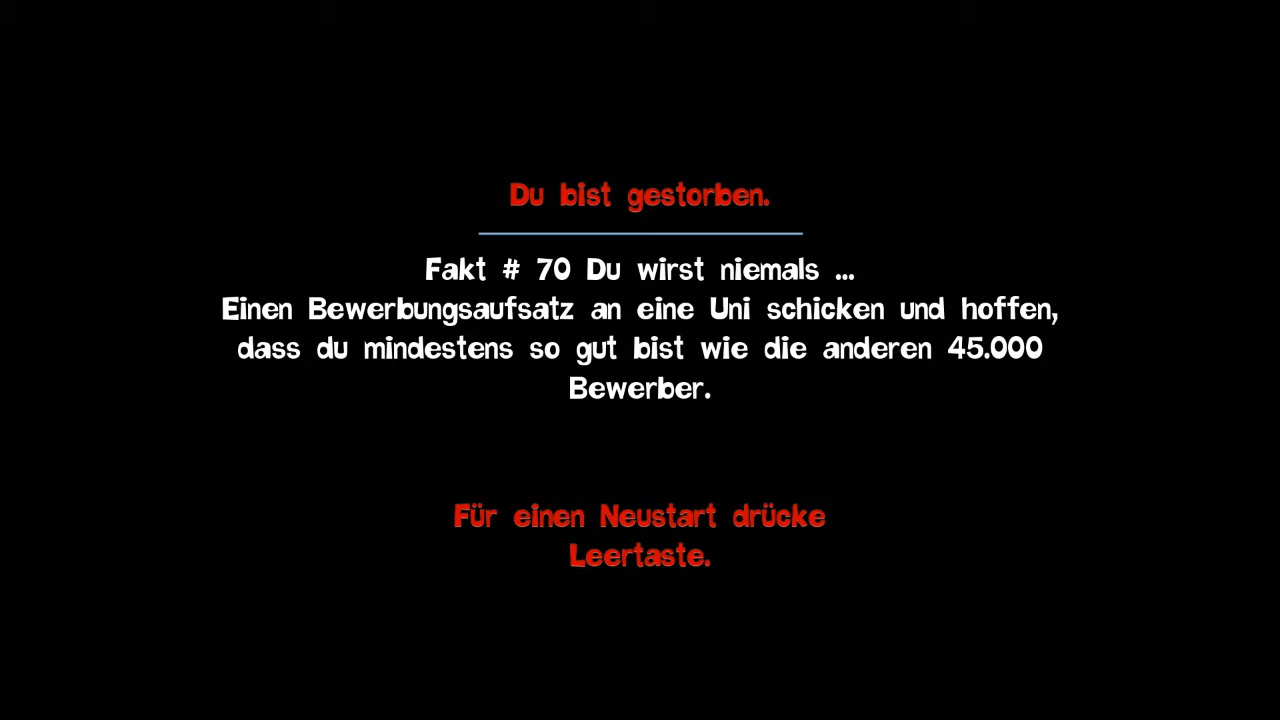 Du bist gestorben.
Fakt # 70 Du wirst niemals ...
Einen Bewerbungsaufsatz an eine Uni schicken und hoffen,
dass du mindestens so gut bist wie die anderen 45.000
Bewerber.
Für einen Neustart drücke
Leertaste.